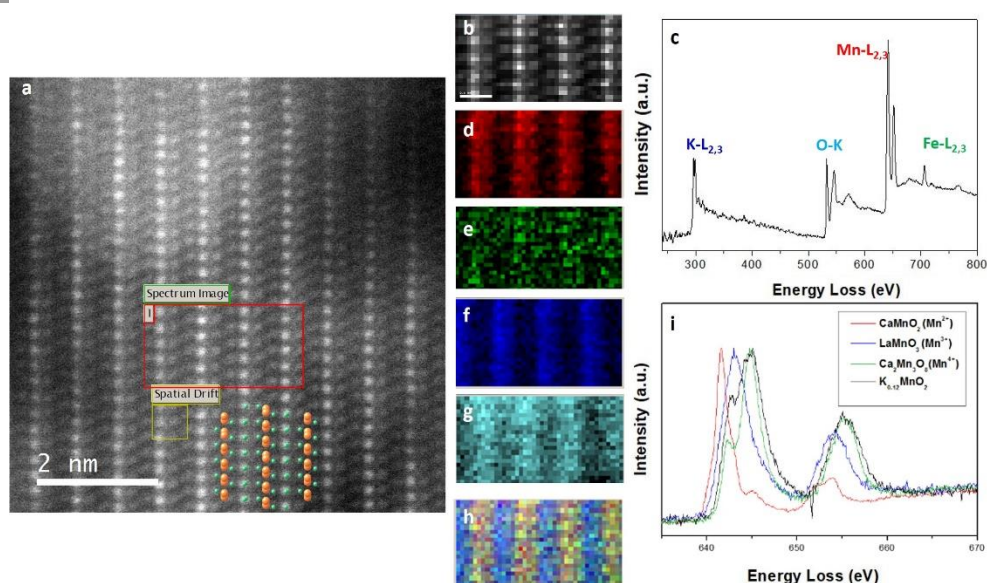 a
Spectrum Image
Spatial Drift
2 nm
b
d
e
f
g
h
c
Mn-L2,3
K-L2,3
O-K
Fe-L2,3
Intensity (a.u.)
300 400 500 600 700 800
Energy Loss (eV)
i
CaMnO2 (Mn2+)
LaMnO3 (Mn3+)
Ca2Mn3O8 (Mn4+)
K0.12MnO2
Intensity (a.u.)
640 650 660 670
Energy Loss (eV)